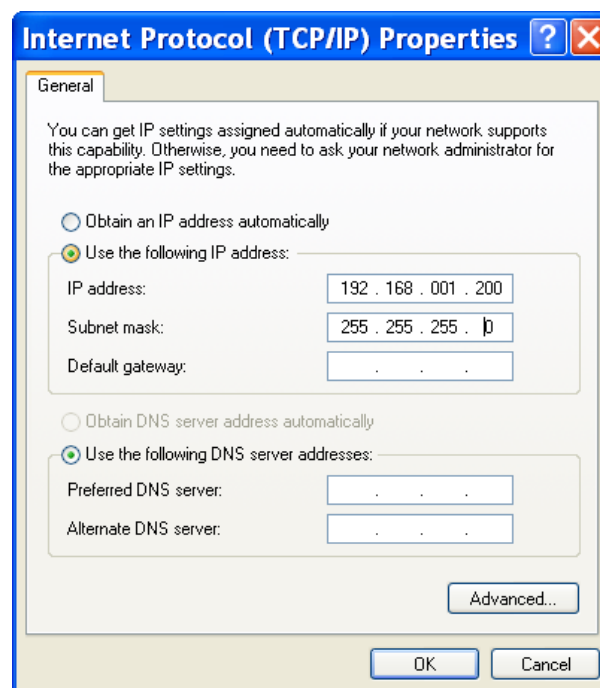 Internet Protocol (TCP/IP) Properties
General
You can get IP settings assigned automatically if your network supports
this capability. Otherwise, you need to ask your network administrator for
the appropriate IP settings.
Obtain an IP address automatically
Use the following IP address:
IP address: 192 . 168 . 001 . 200
Subnet mask: 255 . 255 . 255 . 0
Default gateway: . . .
Obtain DNS server address automatically
Use the following DNS server addresses:
Preferred DNS server: . . .
Alternate DNS server: . . .
Advanced...
OK Cancel